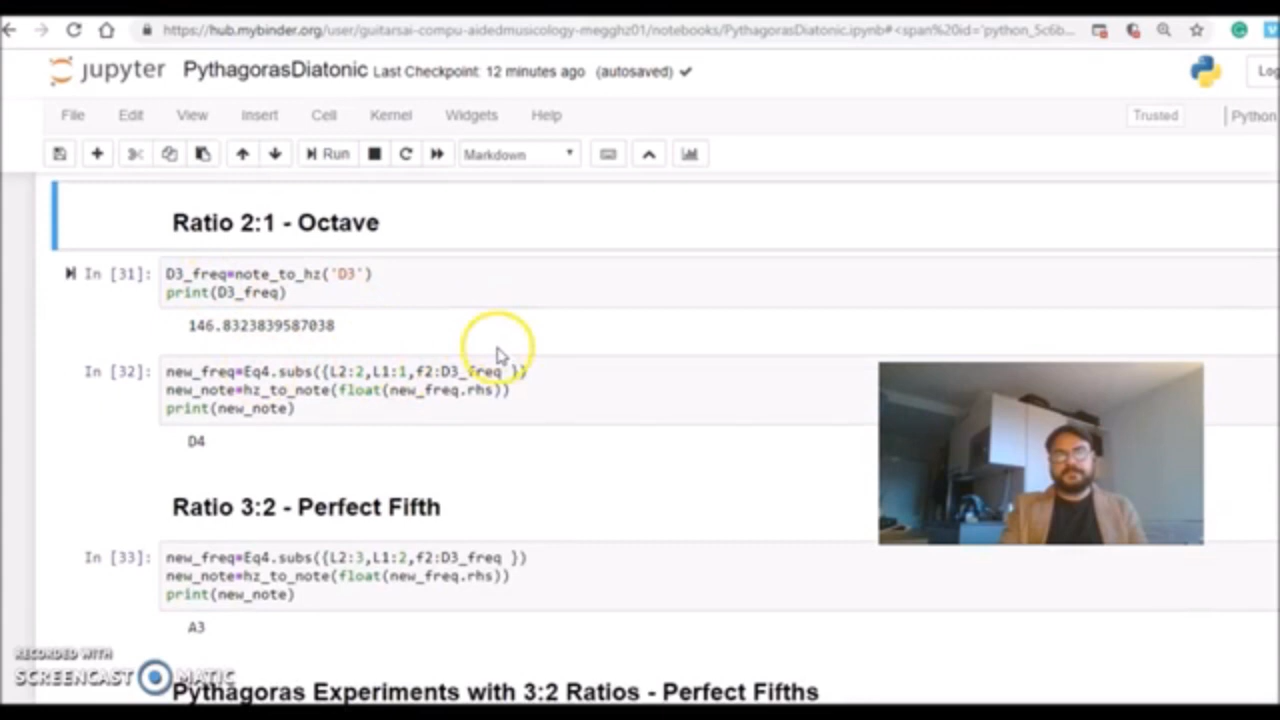 https://hub.mybinder.org/user/guitarsai-compu-aidedmusicology-megghz01/notebooks/PythagorasDiatonic.ipynb#<span%20id='python_5c6b...
jupyter PythagorasDiatonic Last Checkpoint: 12 minutes ago (autosaved)
Log
File Edit View Insert Cell Kernel Widgets Help
Trusted
Python
Run
Markdown
Ratio 2:1 - Octave
In [31]: D3_freq=note_to_hz('D3')
print(D3_freq)
146.8323839587038
In [32]: new_freq=Eq4.subs({L2:2,L1:1,f2:D3_freq })
new_note=hz_to_note(float(new_freq.rhs))
print(new_note)
D4
Ratio 3:2 - Perfect Fifth
In [33]: new_freq=Eq4.subs({L2:3,L1:2,f2:D3_freq })
new_note=hz_to_note(float(new_freq.rhs))
print(new_note)
A3
RECORDED WITH
SCREENCAST MATIC
Pythagoras Experiments with 3:2 Ratios - Perfect Fifths